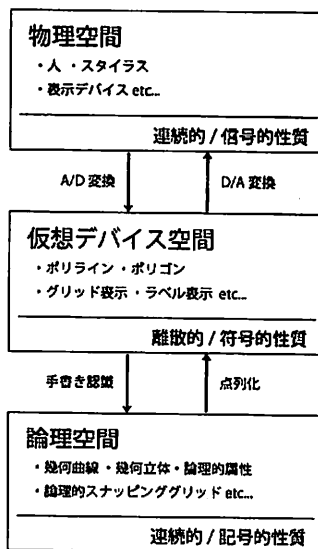 物理空間
・人 ・スタイラス
・表示デバイス etc...
連続的 / 信号的性質
A/D 変換 D/A 変換
仮想デバイス空間
・ポリライン ・ポリゴン
・グリッド表示 ・ラベル表示 etc...
離散的 / 符号的性質
手書き認識 点列化
論理空間
・幾何曲線 ・幾何立体 ・論理的属性
・論理的スナッピンググリッド etc...
連続的 / 記号的性質